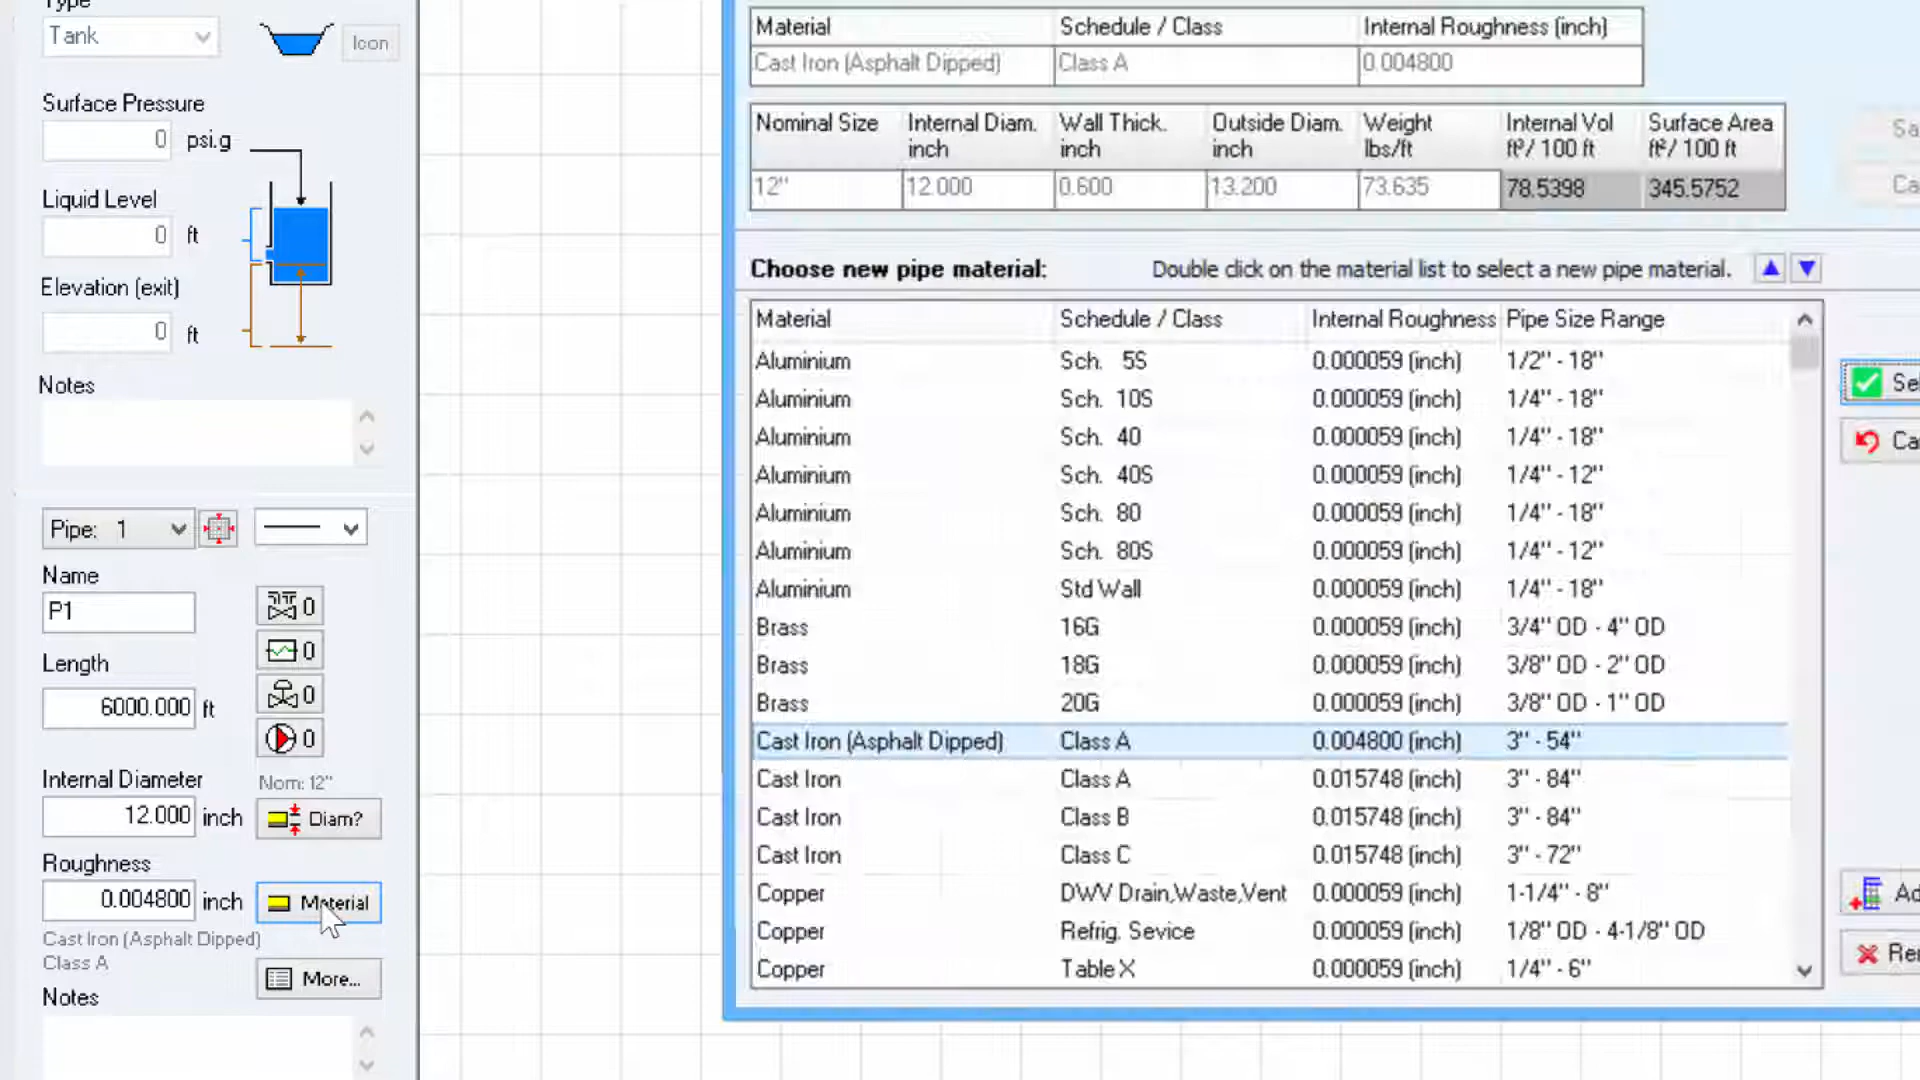 Type
Tank
Icon
Surface Pressure
0 psi.g
Liquid Level
0 ft
Elevation (exit)
0 ft
Notes
Pipe: 1
Name
P1
0
0
Length
6000.000 ft
0
0
Internal Diameter
Nom: 12"
12.000 inch
Diam?
Roughness
0.004800 inch
Material
Cast Iron (Asphalt Dipped)
Class A
More...
Notes
Material Schedule / Class Internal Roughness (inch)
Cast Iron (Asphalt Dipped) Class A 0.004800
Nominal Size Internal Diam. inch Wall Thick. inch Outside Diam. inch Weight lbs/ft Internal Vol ft³/ 100 ft Surface Area ft²/ 100 ft
12" 12.000 0.600 13.200 73.635 78.5398 345.5752
Sa
Ca
Choose new pipe material: Double click on the material list to select a new pipe material.
Material Schedule / Class Internal Roughness Pipe Size Range
Aluminium Sch. 5S 0.000059 (inch) 1/2" - 18"
Aluminium Sch. 10S 0.000059 (inch) 1/4" - 18"
Aluminium Sch. 40 0.000059 (inch) 1/4" - 18"
Aluminium Sch. 40S 0.000059 (inch) 1/4" - 12"
Aluminium Sch. 80 0.000059 (inch) 1/4" - 18"
Aluminium Sch. 80S 0.000059 (inch) 1/4" - 12"
Aluminium Std Wall 0.000059 (inch) 1/4" - 18"
Brass 16G 0.000059 (inch) 3/4" OD - 4" OD
Brass 18G 0.000059 (inch) 3/8" OD - 2" OD
Brass 20G 0.000059 (inch) 3/8" OD - 1" OD
Cast Iron (Asphalt Dipped) Class A 0.004800 (inch) 3" - 54"
Cast Iron Class A 0.015748 (inch) 3" - 84"
Cast Iron Class B 0.015748 (inch) 3" - 84"
Cast Iron Class C 0.015748 (inch) 3" - 72"
Copper DWV Drain,Waste,Vent 0.000059 (inch) 1-1/4" - 8"
Copper Refrig. Sevice 0.000059 (inch) 1/8" OD - 4-1/8" OD
Copper Table X 0.000059 (inch) 1/4" - 6"
Sel
Ca
Ad
Rer